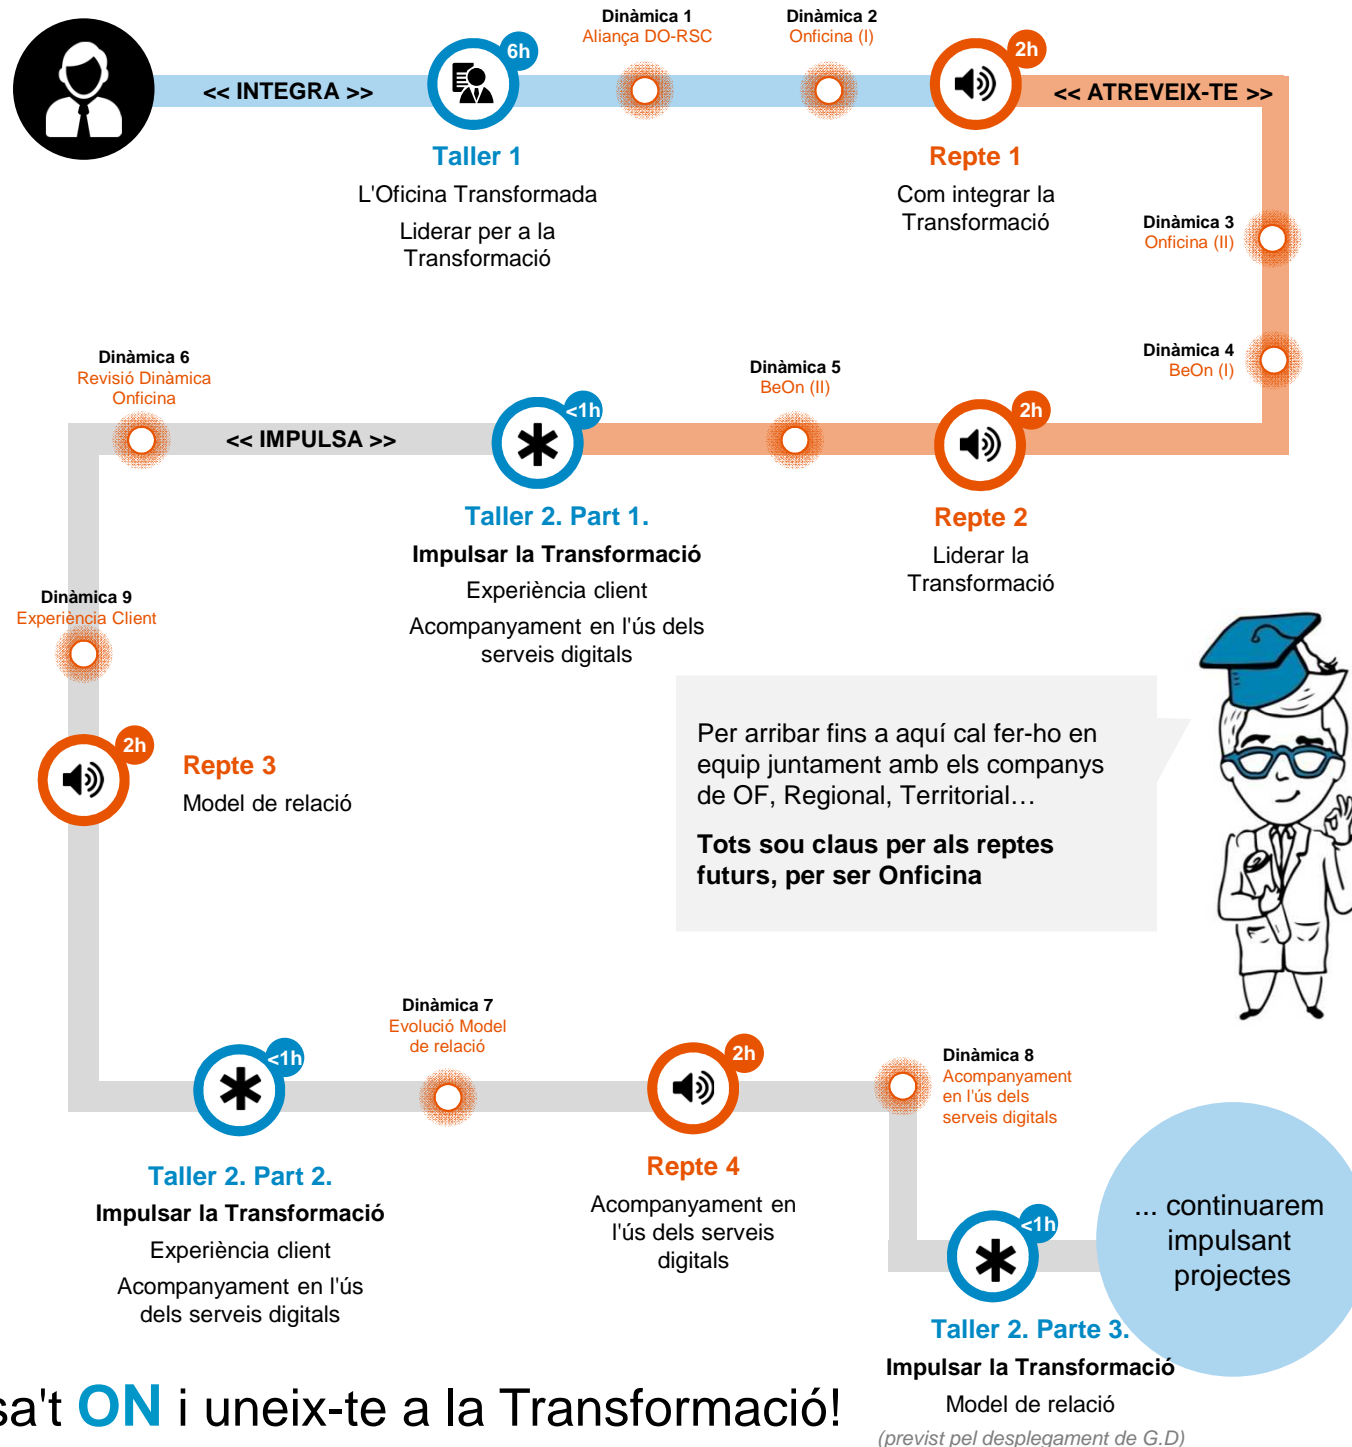 << INTEGRA >>
6h
Taller 1
L'Oficina Transformada
Liderar per a la
Transformació
Dinàmica 1
Aliança DO-RSC
Dinàmica 2
Onficina (I)
2h
Repte 1
Com integrar la
Transformació
<< ATREVEIX-TE >>
Dinàmica 3
Onficina (II)
Dinàmica 4
BeOn (I)
2h
Repte 2
Liderar la
Transformació
Dinàmica 5
BeOn (II)
<1h
Taller 2. Part 1.
Impulsar la Transformació
Experiència client
Acompanyament en l'ús dels
serveis digitals
<< IMPULSA >>
Dinàmica 6
Revisió Dinàmica
Onficina
Dinàmica 9
Experiència Client
2h
Repte 3
Model de relació
Per arribar fins a aquí cal fer-ho en
equip juntament amb els companys
de OF, Regional, Territorial…
Tots sou claus per als reptes
futurs, per ser Onficina
<1h
Taller 2. Part 2.
Impulsar la Transformació
Experiència client
Acompanyament en l'ús
dels serveis digitals
Dinàmica 7
Evolució Model
de relació
2h
Repte 4
Acompanyament en
l'ús dels serveis
digitals
Dinàmica 8
Acompanyament
en l'ús dels
serveis digitals
<1h
Taller 2. Parte 3.
Impulsar la Transformació
Model de relació
(previst pel desplegament de G.D)
... continuarem
impulsant
projectes
sa't ON i uneix-te a la Transformació!